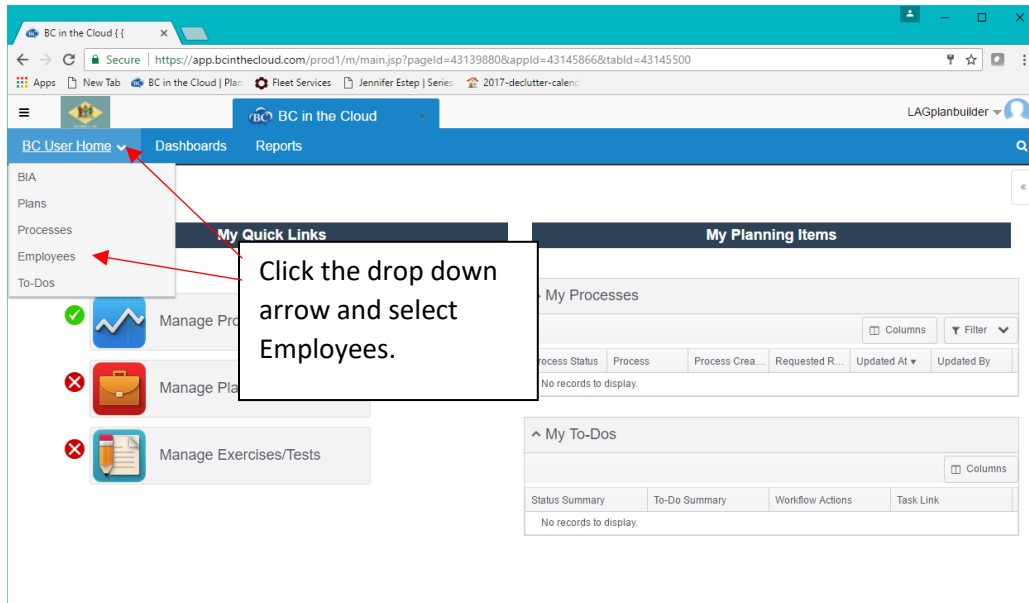 BC in the Cloud {{
Secure | https://app.bcinthecloud.com/prod1/m/main.jsp?pageId=43139880&appId=43145866&tabId=43145500
Apps New Tab BC in the Cloud | Plan Fleet Services Jennifer Estep | Series 2017-declutter-calend
BC in the Cloud
LAGplanbuilder
BC User Home Dashboards Reports
BIA
Plans
Processes
Employees
To-Dos
My Quick Links
My Planning Items
Click the drop down
arrow and select
Employees.
Manage Pro
Manage Pla
Manage Exercises/Tests
My Processes
Columns Filter
rocess Status Process Process Crea... Requested R... Updated At Updated By
No records to display.
My To-Dos
Columns
Status Summary To-Do Summary Workflow Actions Task Link
No records to display.